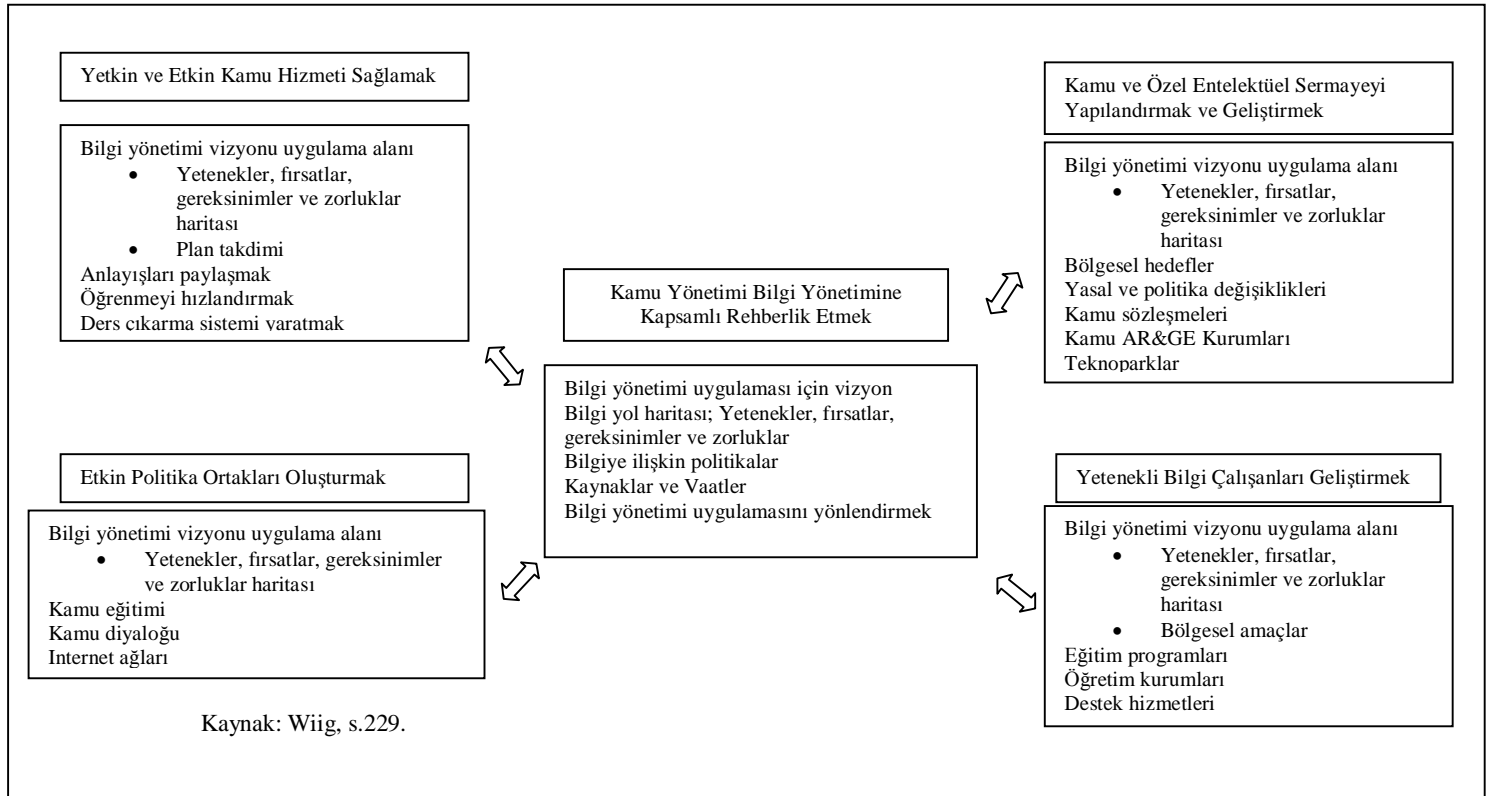 Yetkin ve Etkin Kamu Hizmeti Sağlamak
Bilgi yönetimi vizyonu uygulama alanı
• Yetenekler, fırsatlar,
gereksinimler ve zorluklar
haritası
• Plan takdimi
Anlayışları paylaşmak
Öğrenmeyi hızlandırmak
Ders çıkarma sistemi yaratmak
Etkin Politika Ortakları Oluşturmak
Bilgi yönetimi vizyonu uygulama alanı
• Yetenekler, fırsatlar, gereksinimler
ve zorluklar haritası
Kamu eğitimi
Kamu diyaloğu
Internet ağları
Kamu Yönetimi Bilgi Yönetimine
Kapsamlı Rehberlik Etmek
Bilgi yönetimi uygulaması için vizyon
Bilgi yol haritası; Yetenekler, fırsatlar,
gereksinimler ve zorluklar
Bilgiye ilişkin politikalar
Kaynaklar ve Vaatler
Bilgi yönetimi uygulamasını yönlendirmek
Kamu ve Özel Entelektüel Sermayeyi
Yapılandırmak ve Geliştirmek
Bilgi yönetimi vizyonu uygulama alanı
• Yetenekler, fırsatlar,
gereksinimler ve zorluklar
haritası
Bölgesel hedefler
Yasal ve politika değişiklikleri
Kamu sözleşmeleri
Kamu AR&GE Kurumları
Teknoparklar
Yetenekli Bilgi Çalışanları Geliştirmek
Bilgi yönetimi vizyonu uygulama alanı
• Yetenekler, fırsatlar,
gereksinimler ve zorluklar
haritası
• Bölgesel amaçlar
Eğitim programları
Öğretim kurumları
Destek hizmetleri
Kaynak: Wiig, s.229.